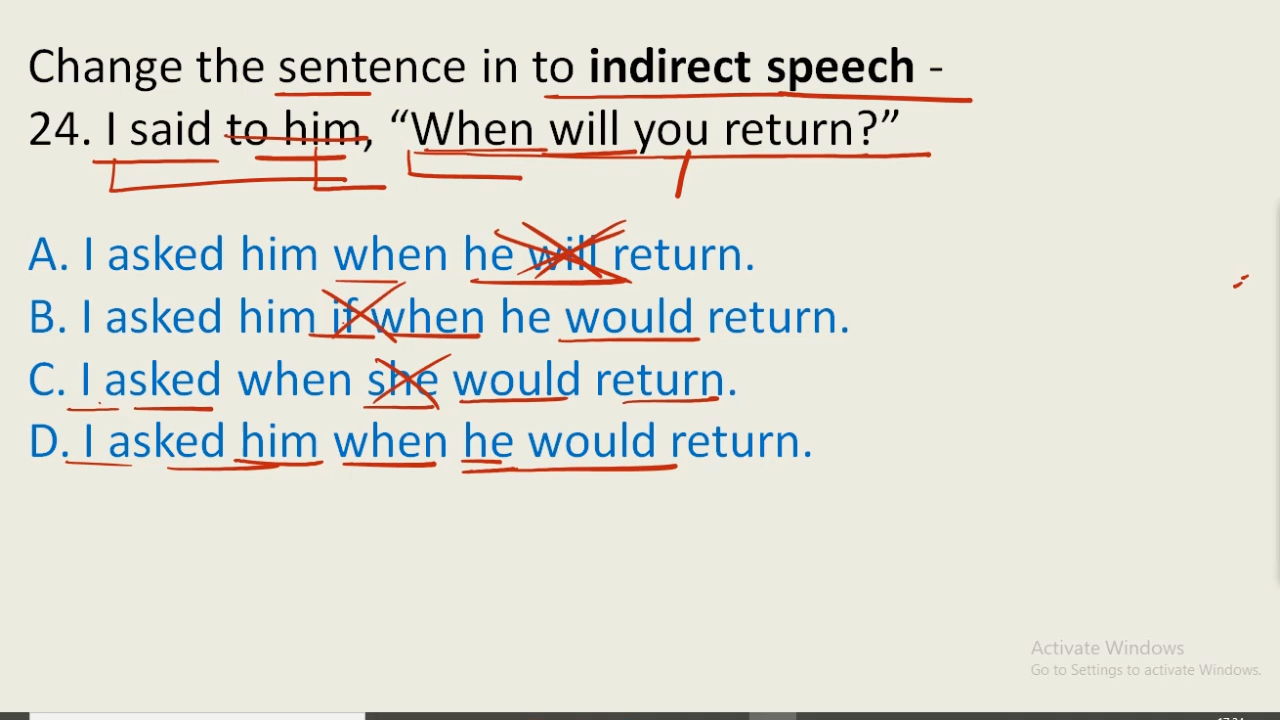 Change the sentence in to indirect speech -
24. I said to him, “When will you return?”
A. I asked him when he will return.
B. I asked him if when he would return.
C. I asked when she would return.
D. I asked him when he would return.
Activate Windows
Go to Settings to activate Windows.